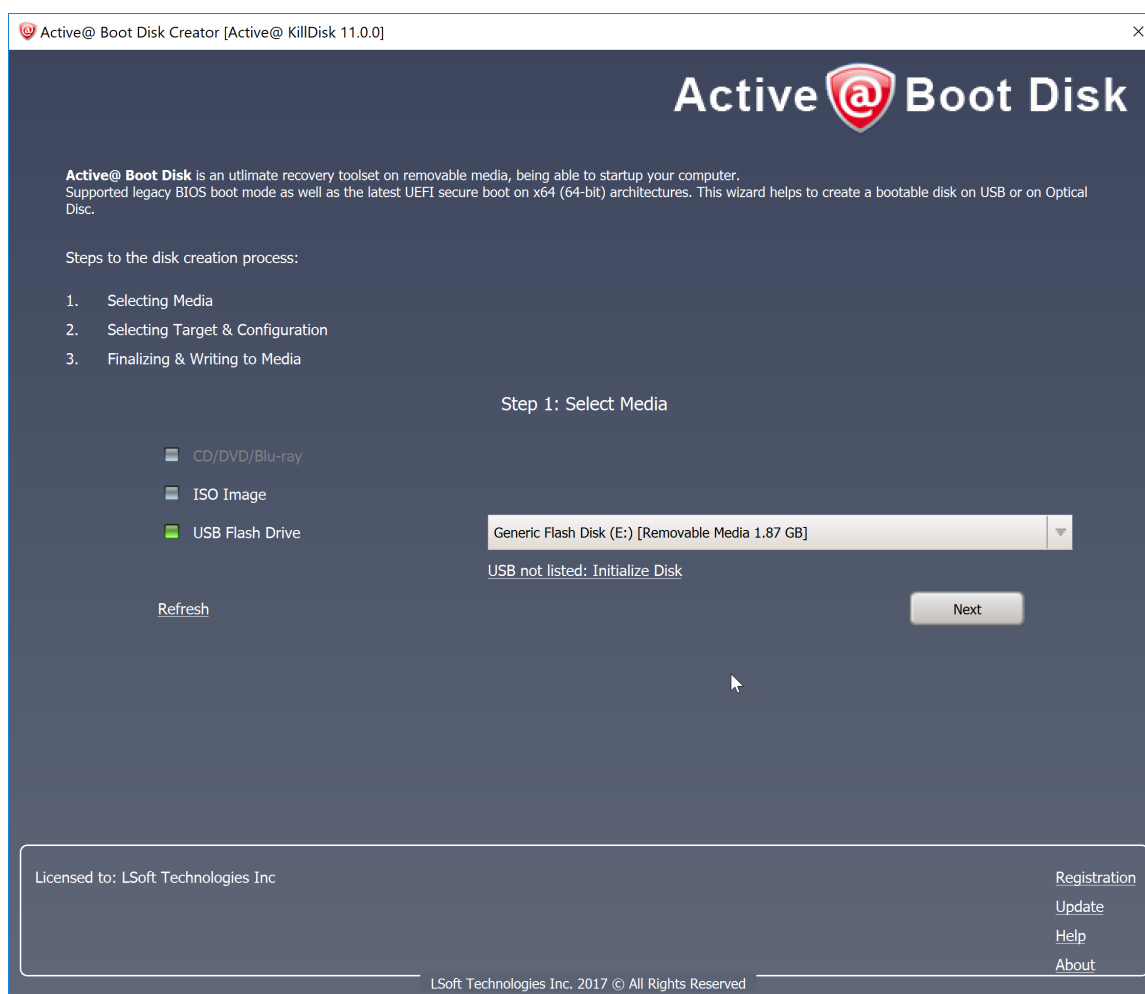 Active@ Boot Disk Creator [Active@ KillDisk 11.0.0]
Active @ Boot Disk
Active@ Boot Disk is an utlimate recovery toolset on removable media, being able to startup your computer.
Supported legacy BIOS boot mode as well as the latest UEFI secure boot on x64 (64-bit) architectures. This wizard helps to create a bootable disk on USB or on Optical
Disc.
Steps to the disk creation process:
1. Selecting Media
2. Selecting Target & Configuration
3. Finalizing & Writing to Media
Step 1: Select Media
CD/DVD/Blu-ray
ISO Image
USB Flash Drive
Generic Flash Disk (E:) [Removable Media 1.87 GB]
USB not listed: Initialize Disk
Refresh
Next
Licensed to: LSoft Technologies Inc
Registration
Update
Help
About
LSoft Technologies Inc. 2017 © All Rights Reserved